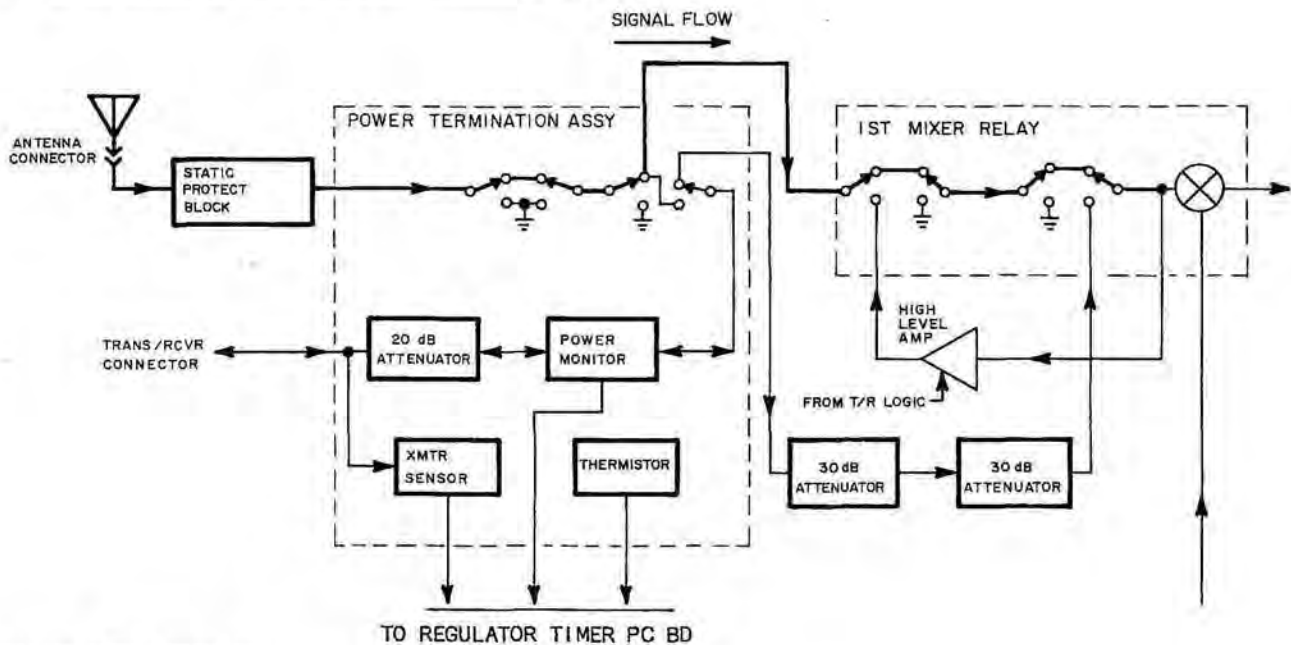 SIGNAL FLOW
ANTENNA
CONNECTOR
STATIC
PROTECT
BLOCK
POWER TERMINATION ASSY
1ST MIXER RELAY
TRANS/RCVR
CONNECTOR
20 dB
ATTENUATOR
POWER
MONITOR
HIGH
LEVEL
AMP
FROM T/R LOGIC
XMTR
SENSOR
THERMISTOR
30 dB
ATTENUATOR
30 dB
ATTENUATOR
TO REGULATOR TIMER PC BD